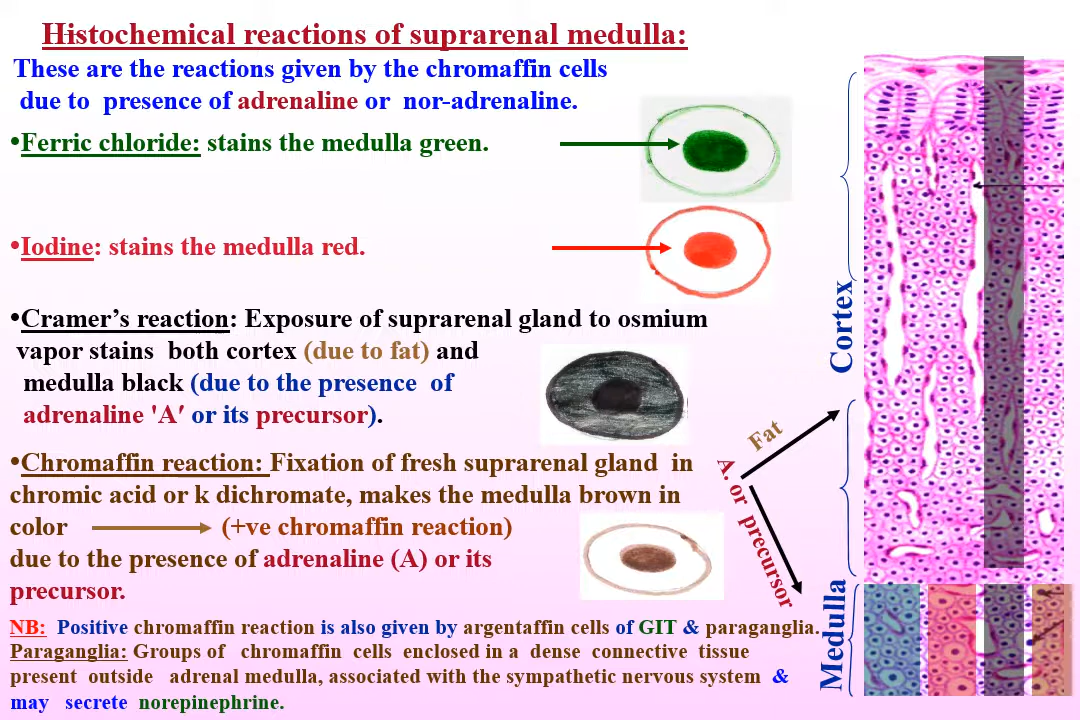 Histochemical reactions of suprarenal medulla:
These are the reactions given by the chromaffin cells
due to presence of adrenaline or nor-adrenaline.
•Ferric chloride: stains the medulla green.
•Iodine: stains the medulla red.
•Cramer's reaction: Exposure of suprarenal gland to osmium
vapor stains both cortex (due to fat) and
medulla black (due to the presence of
adrenaline 'A' or its precursor).
•Chromaffin reaction: Fixation of fresh suprarenal gland in
chromic acid or k dichromate, makes the medulla brown in
color (+ve chromaffin reaction)
due to the presence of adrenaline (A) or its
precursor.
NB: Positive chromaffin reaction is also given by argentaffin cells of GIT & paraganglia.
Paraganglia: Groups of chromaffin cells enclosed in a dense connective tissue
present outside adrenal medulla, associated with the sympathetic nervous system &
may secrete norepinephrine.
Fat
A. or precursor
Cortex
Medulla